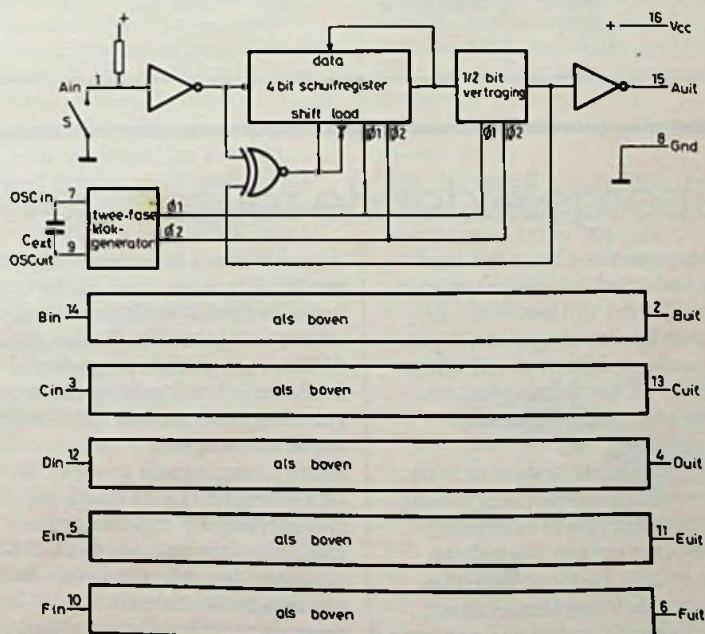 +
16 Vcc
+
data
4 bit schuifregister
shift load
Ø1 Ø2
1/2 bit
vertraging
Ø1 Ø2
15 Auit
8 Gnd
Ain 1
S
OSCin 7
Cext
OSCuit 9
twee-fase
klok-
generator
Ø1
Ø2
Bin 14 als boven 2 Buit
Cin 3 als boven 13 Cuit
Din 12 als boven 4 Duit
Ein 5 als boven 11 Euit
Fin 10 als boven 6 Fuit